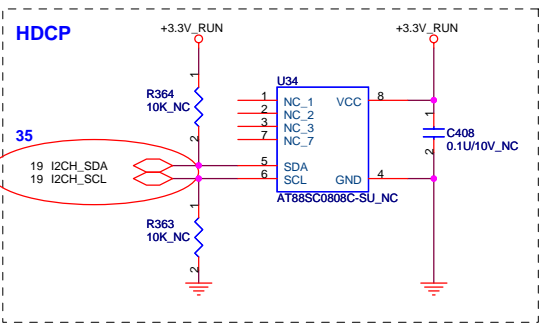 HDCP
+3.3V_RUN
+3.3V_RUN
U34
R364
10K_NC
1
2
1 NC_1
2 NC_2
3 NC_3
7 NC_7
VCC 8
1
C408
0.1U/10V_NC
2
35
19 I2CH_SDA
5 SDA
19 I2CH_SCL
6 SCL
GND 4
AT88SC0808C-SU_NC
1
R363
10K_NC
2